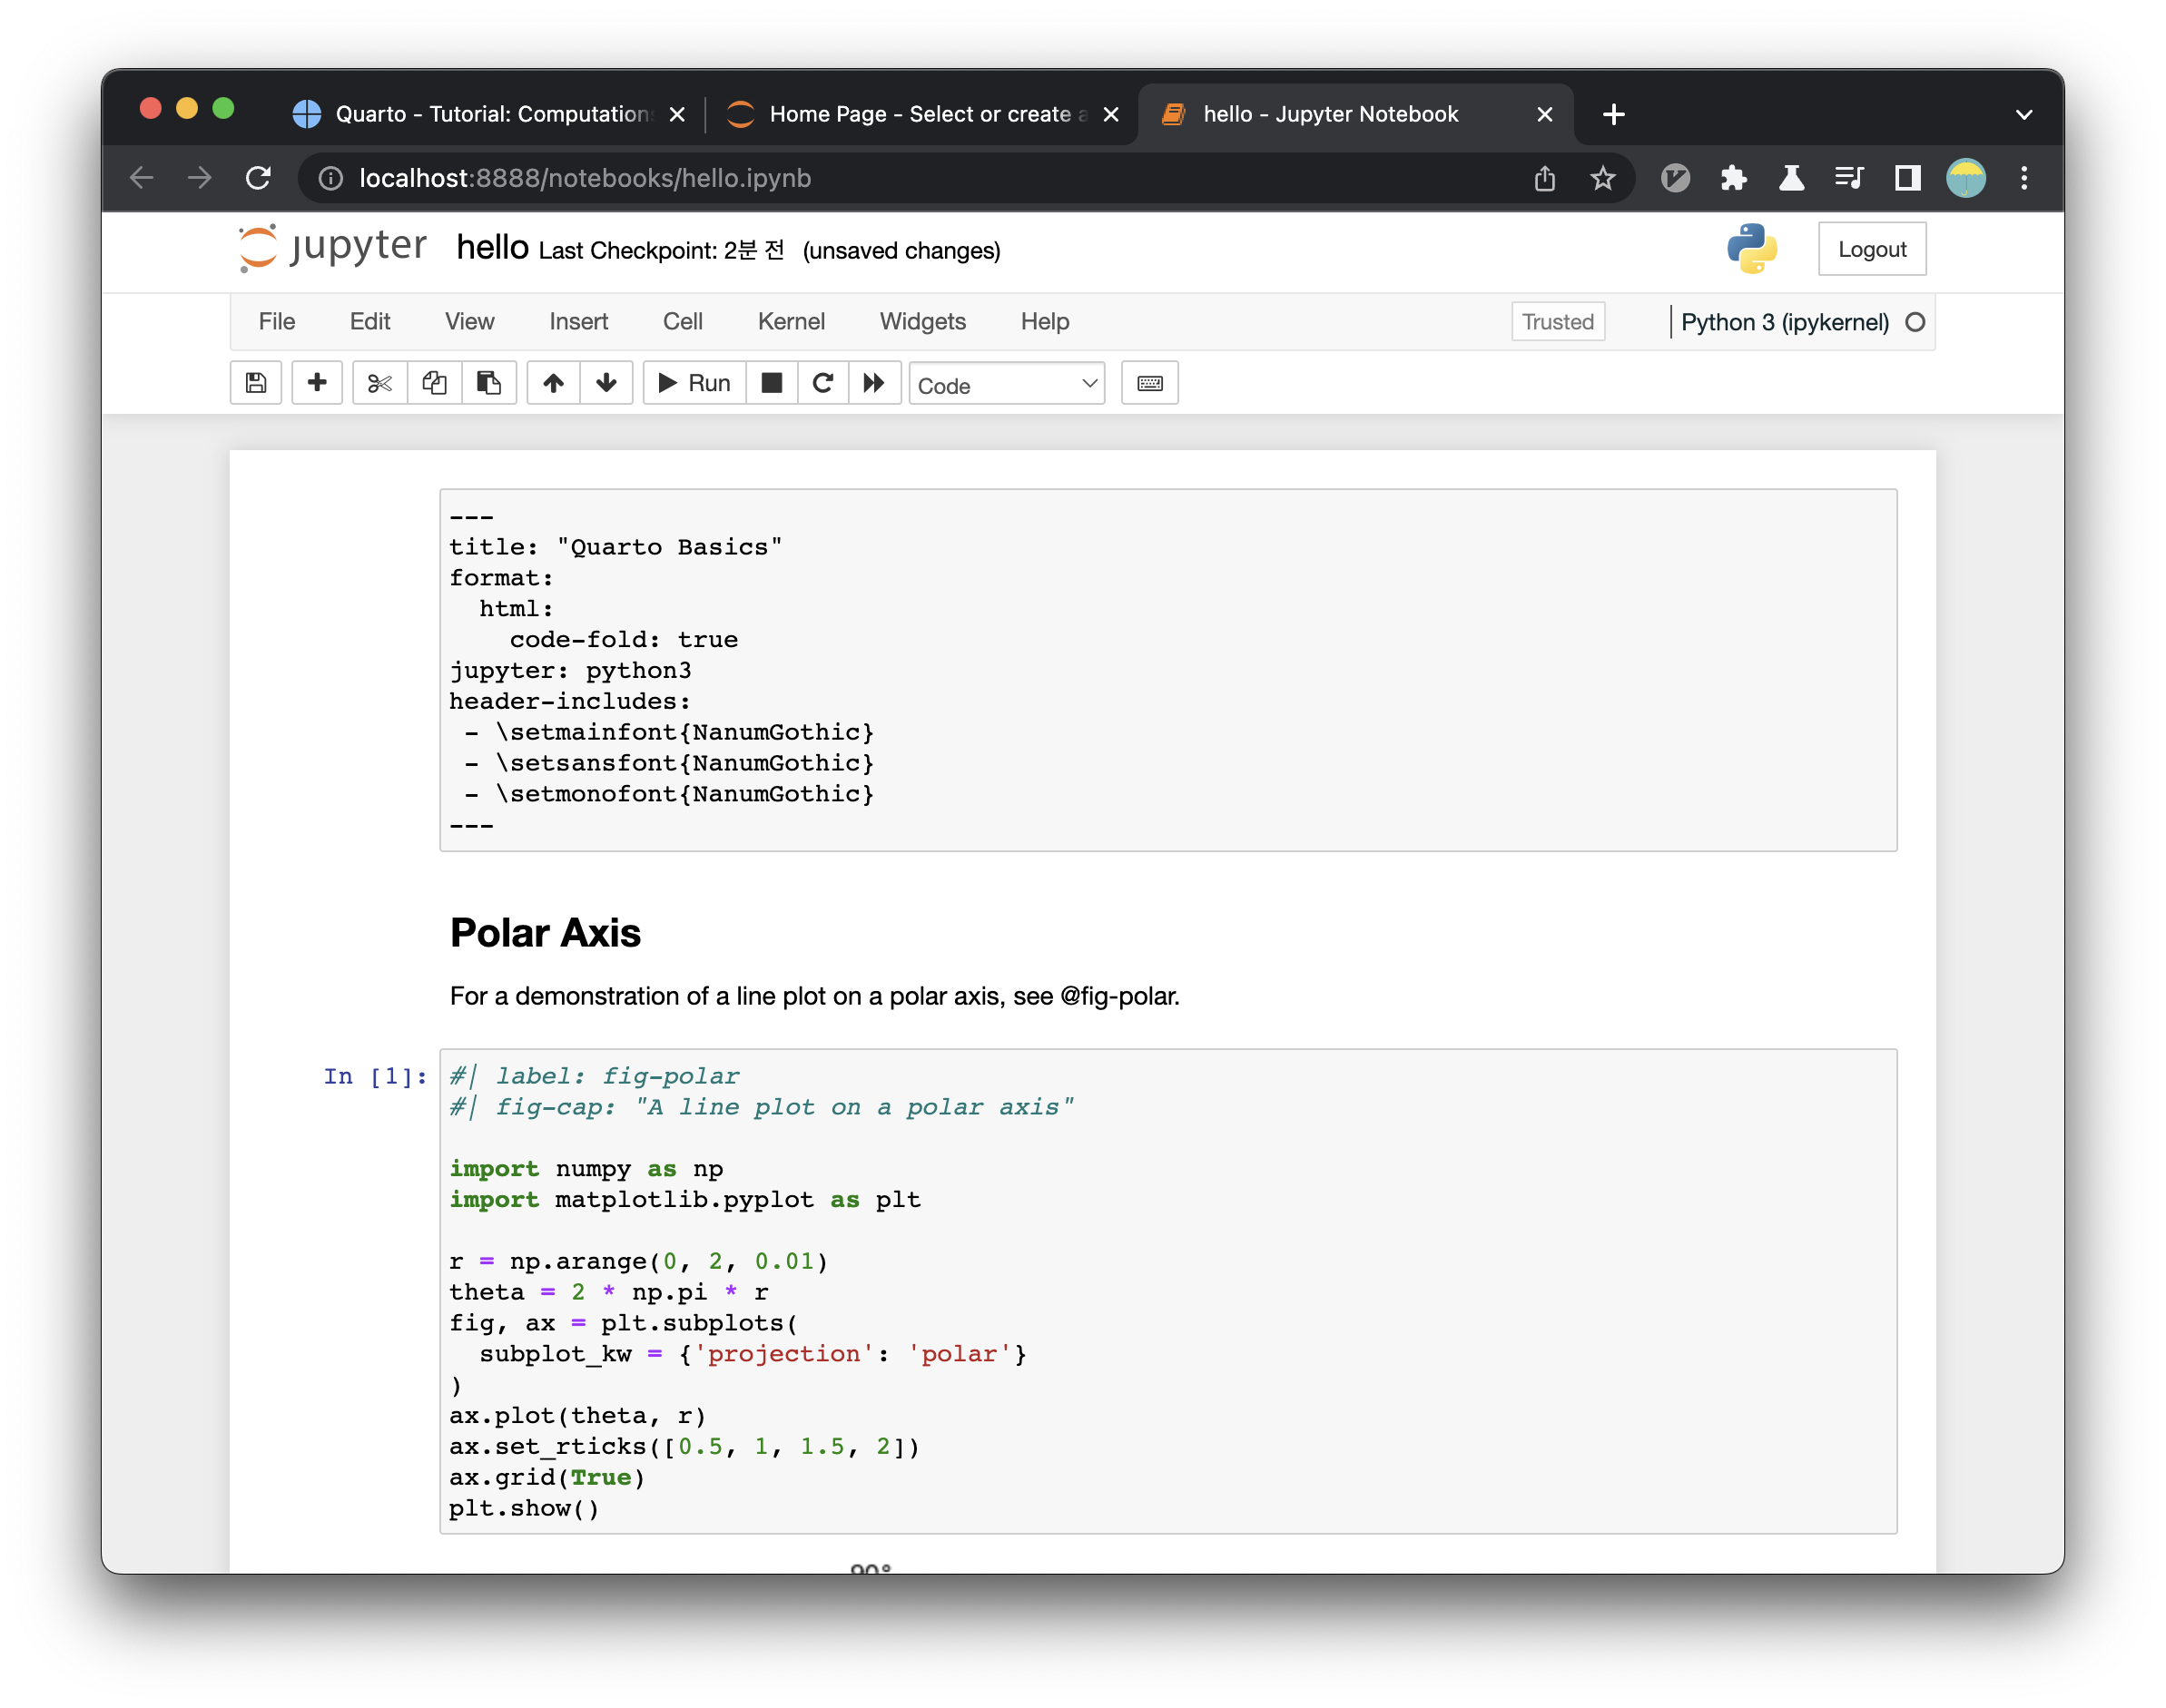 Quarto - Tutorial: Computations
Home Page - Select or create a
hello - Jupyter Notebook
localhost:8888/notebooks/hello.ipynb
jupyter hello Last Checkpoint: 2분 전 (unsaved changes)
Logout
File Edit View Insert Cell Kernel Widgets Help
Trusted
Python 3 (ipykernel)
Run
Code
---
title: "Quarto Basics"
format:
  html:
    code-fold: true
jupyter: python3
header-includes:
 - \setmainfont{NanumGothic}
 - \setsansfont{NanumGothic}
 - \setmonofont{NanumGothic}
---
Polar Axis
For a demonstration of a line plot on a polar axis, see @fig-polar.
In [1]:
#| label: fig-polar
#| fig-cap: "A line plot on a polar axis"
import numpy as np
import matplotlib.pyplot as plt
r = np.arange(0, 2, 0.01)
theta = 2 * np.pi * r
fig, ax = plt.subplots(
  subplot_kw = {'projection': 'polar'}
)
ax.plot(theta, r)
ax.set_rticks([0.5, 1, 1.5, 2])
ax.grid(True)
plt.show()
90°